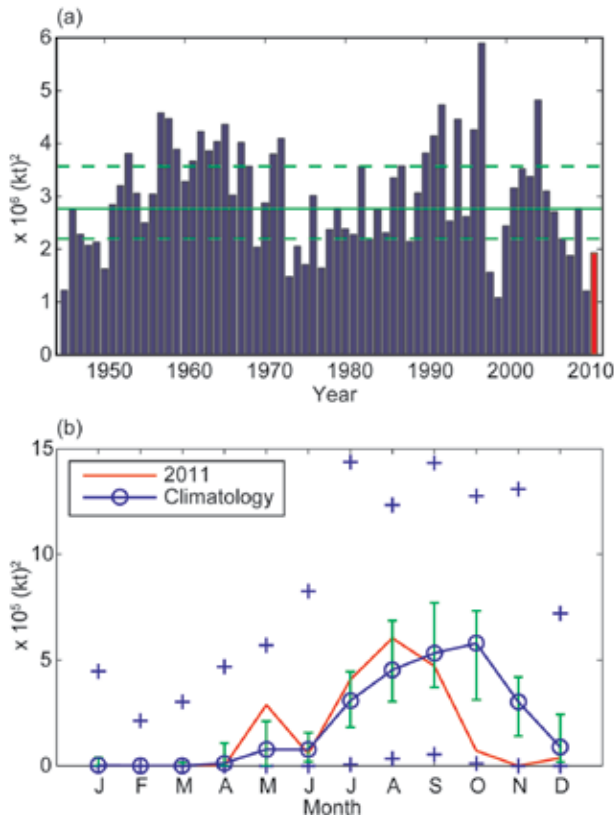 (a)
x 10⁶ (kt)²
6
5
4
3
2
1
0
1950 1960 1970 1980 1990 2000 2010
Year
(b)
x 10⁵ (kt)²
15
10
5
0
2011
Climatology
J F M A M J J A S O N D
Month